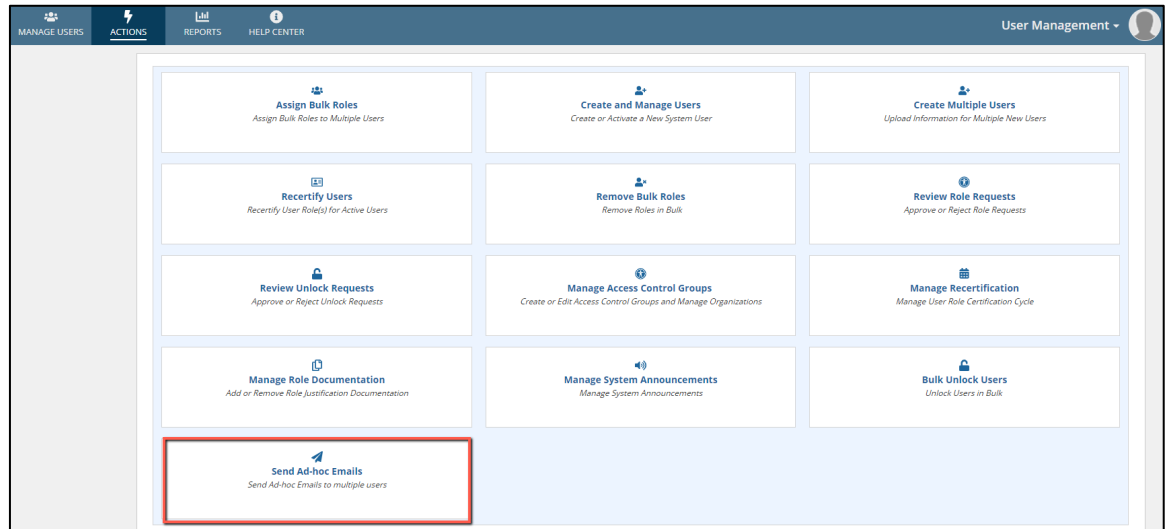 MANAGE USERS
ACTIONS
REPORTS
HELP CENTER
User Management
Assign Bulk Roles
Assign Bulk Roles to Multiple Users
Create and Manage Users
Create or Activate a New System User
Create Multiple Users
Upload Information for Multiple New Users
Recertify Users
Recertify User Role(s) for Active Users
Remove Bulk Roles
Remove Roles in Bulk
Review Role Requests
Approve or Reject Role Requests
Review Unlock Requests
Approve or Reject Unlock Requests
Manage Access Control Groups
Create or Edit Access Control Groups and Manage Organizations
Manage Recertification
Manage User Role Certification Cycle
Manage Role Documentation
Add or Remove Role Justification Documentation
Manage System Announcements
Manage System Announcements
Bulk Unlock Users
Unlock Users in Bulk
Send Ad-hoc Emails
Send Ad-hoc Emails to multiple users